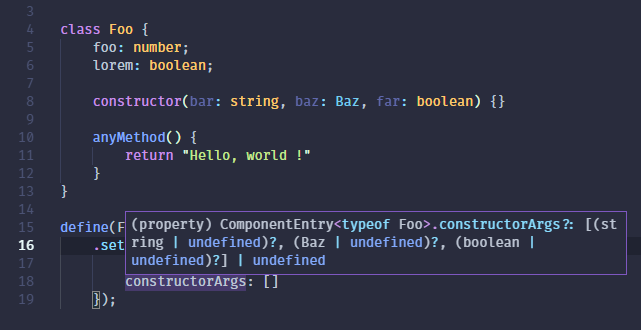 3
4 class Foo {
5 foo: number;
6 lorem: boolean;
7
8 constructor(bar: string, baz: Baz, far: boolean) {}
9
10 anyMethod() {
11 return "Hello, world !"
12 }
13 }
14
15 define(F
16 .set
(property) ComponentEntry<typeof Foo>.constructorArgs?: [(st
ring | undefined)?, (Baz | undefined)?, (boolean |
undefined)?] | undefined
17
18 constructorArgs: []
19 });